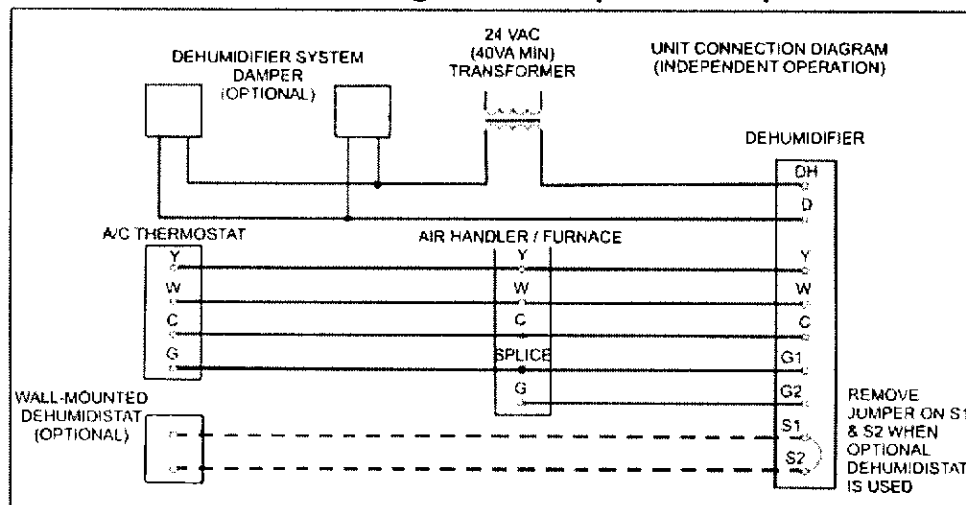 24 VAC
(40VA MIN)
TRANSFORMER
DEHUMIDIFIER SYSTEM
DAMPER
(OPTIONAL)
UNIT CONNECTION DIAGRAM
(INDEPENDENT OPERATION)
DEHUMIDIFIER
DH
D
A/C THERMOSTAT
AIR HANDLER / FURNACE
Y Y Y
W W W
C C C
G SPLICE G1
G G2
WALL-MOUNTED
DEHUMIDISTAT
(OPTIONAL)
S1
S2
REMOVE
JUMPER ON S1
& S2 WHEN
OPTIONAL
DEHUMIDISTAT
IS USED